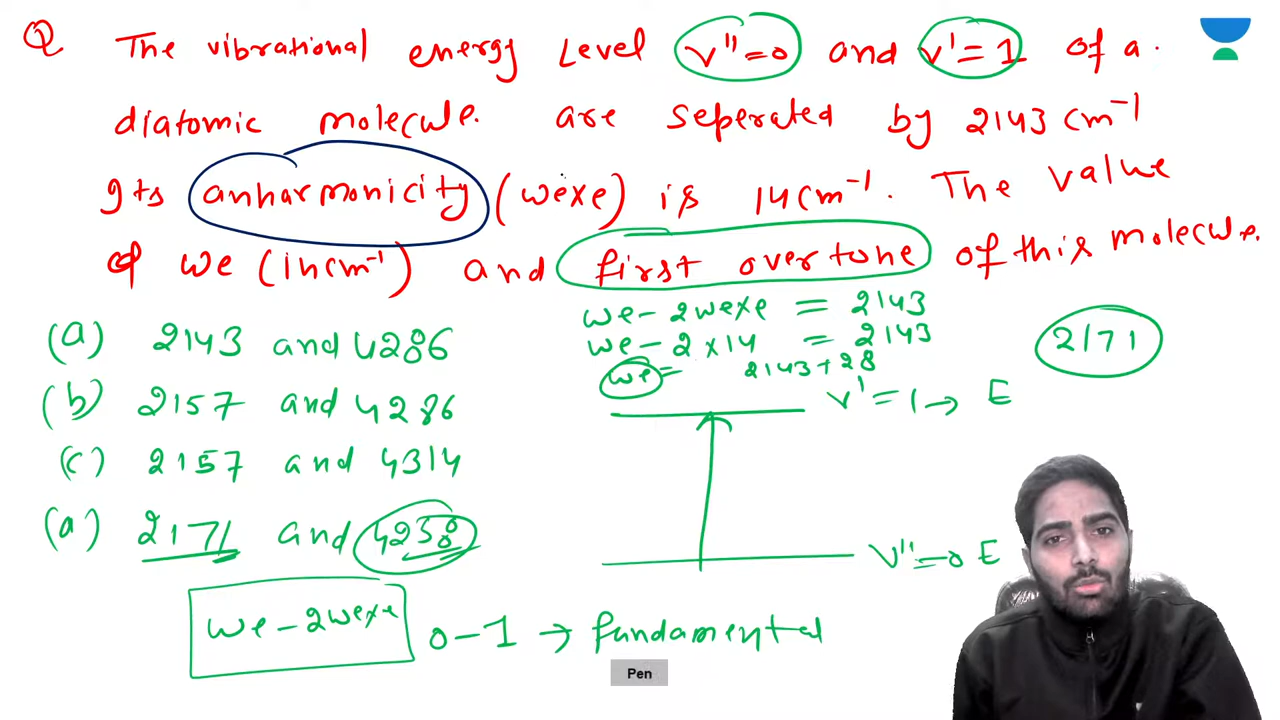 Q The vibrational energy Level v''=0 and v'=1 of a.
diatomic molecule. are seperated by 2143 cm⁻¹
Its anharmonicity (wexe) is 14 cm⁻¹. The value
of we (in cm⁻¹) and first overtone of this molecule.
we - 2wexe = 2143
(a) 2143 and 4286
we - 2 × 14 = 2143
2171
we = 2143 + 28
(b) 2157 and 4286
v' = 1 → E
(c) 2157 and 4314
(a) 2171 and 4258
v'' = 0 E
we - 2wexe
0 - 1 → fundamental
Pen